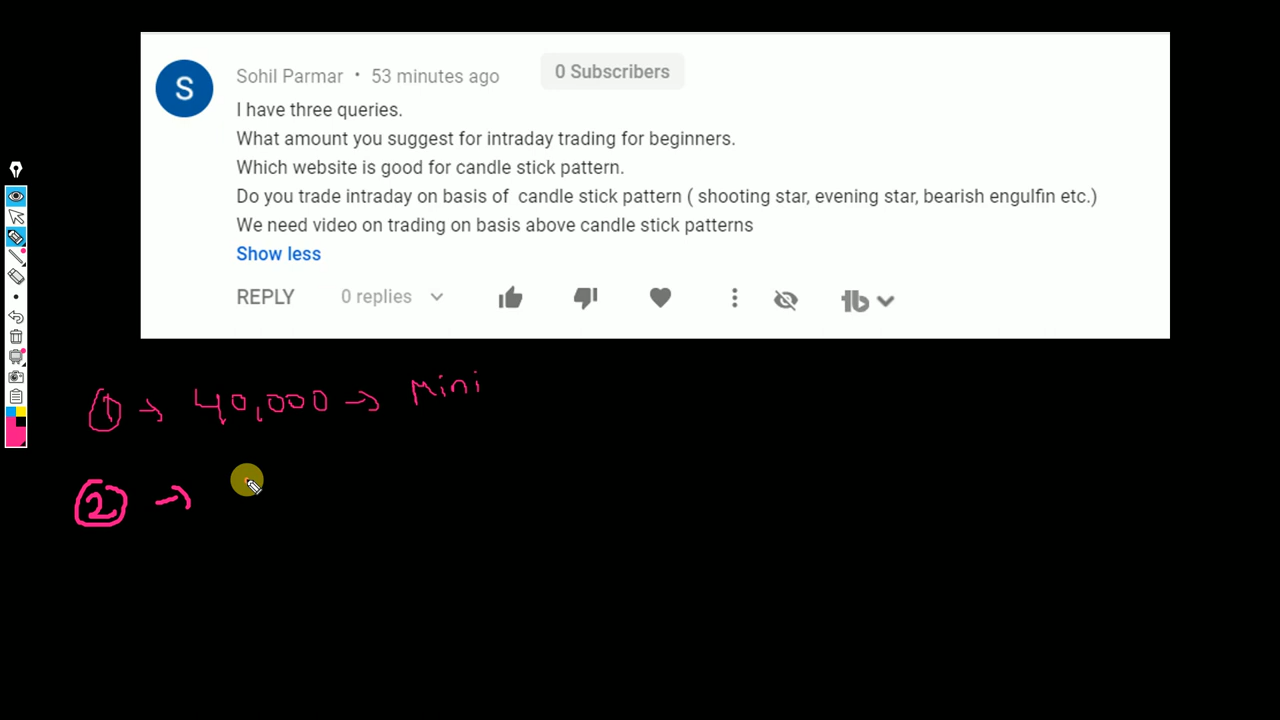 S
Sohil Parmar • 53 minutes ago
0 Subscribers
I have three queries.
What amount you suggest for intraday trading for beginners.
Which website is good for candle stick pattern.
Do you trade intraday on basis of candle stick pattern ( shooting star, evening star, bearish engulfin etc.)
We need video on trading on basis above candle stick patterns
Show less
REPLY 0 replies
① → 40,000 → Mini
② →